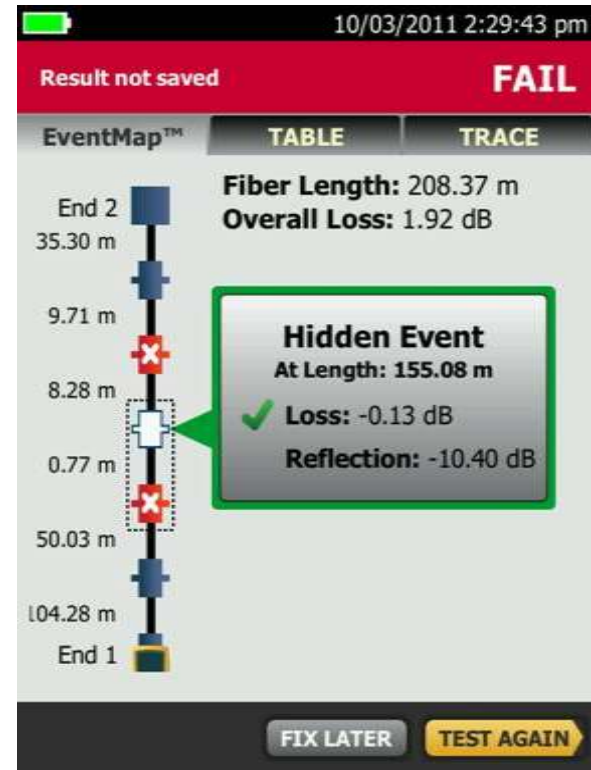 10/03/2011 2:29:43 pm
Result not saved FAIL
EventMap™ TABLE TRACE
Fiber Length: 208.37 m
Overall Loss: 1.92 dB
End 2
35.30 m
9.71 m
8.28 m
0.77 m
50.03 m
104.28 m
End 1
Hidden Event
At Length: 155.08 m
Loss: -0.13 dB
Reflection: -10.40 dB
FIX LATER TEST AGAIN